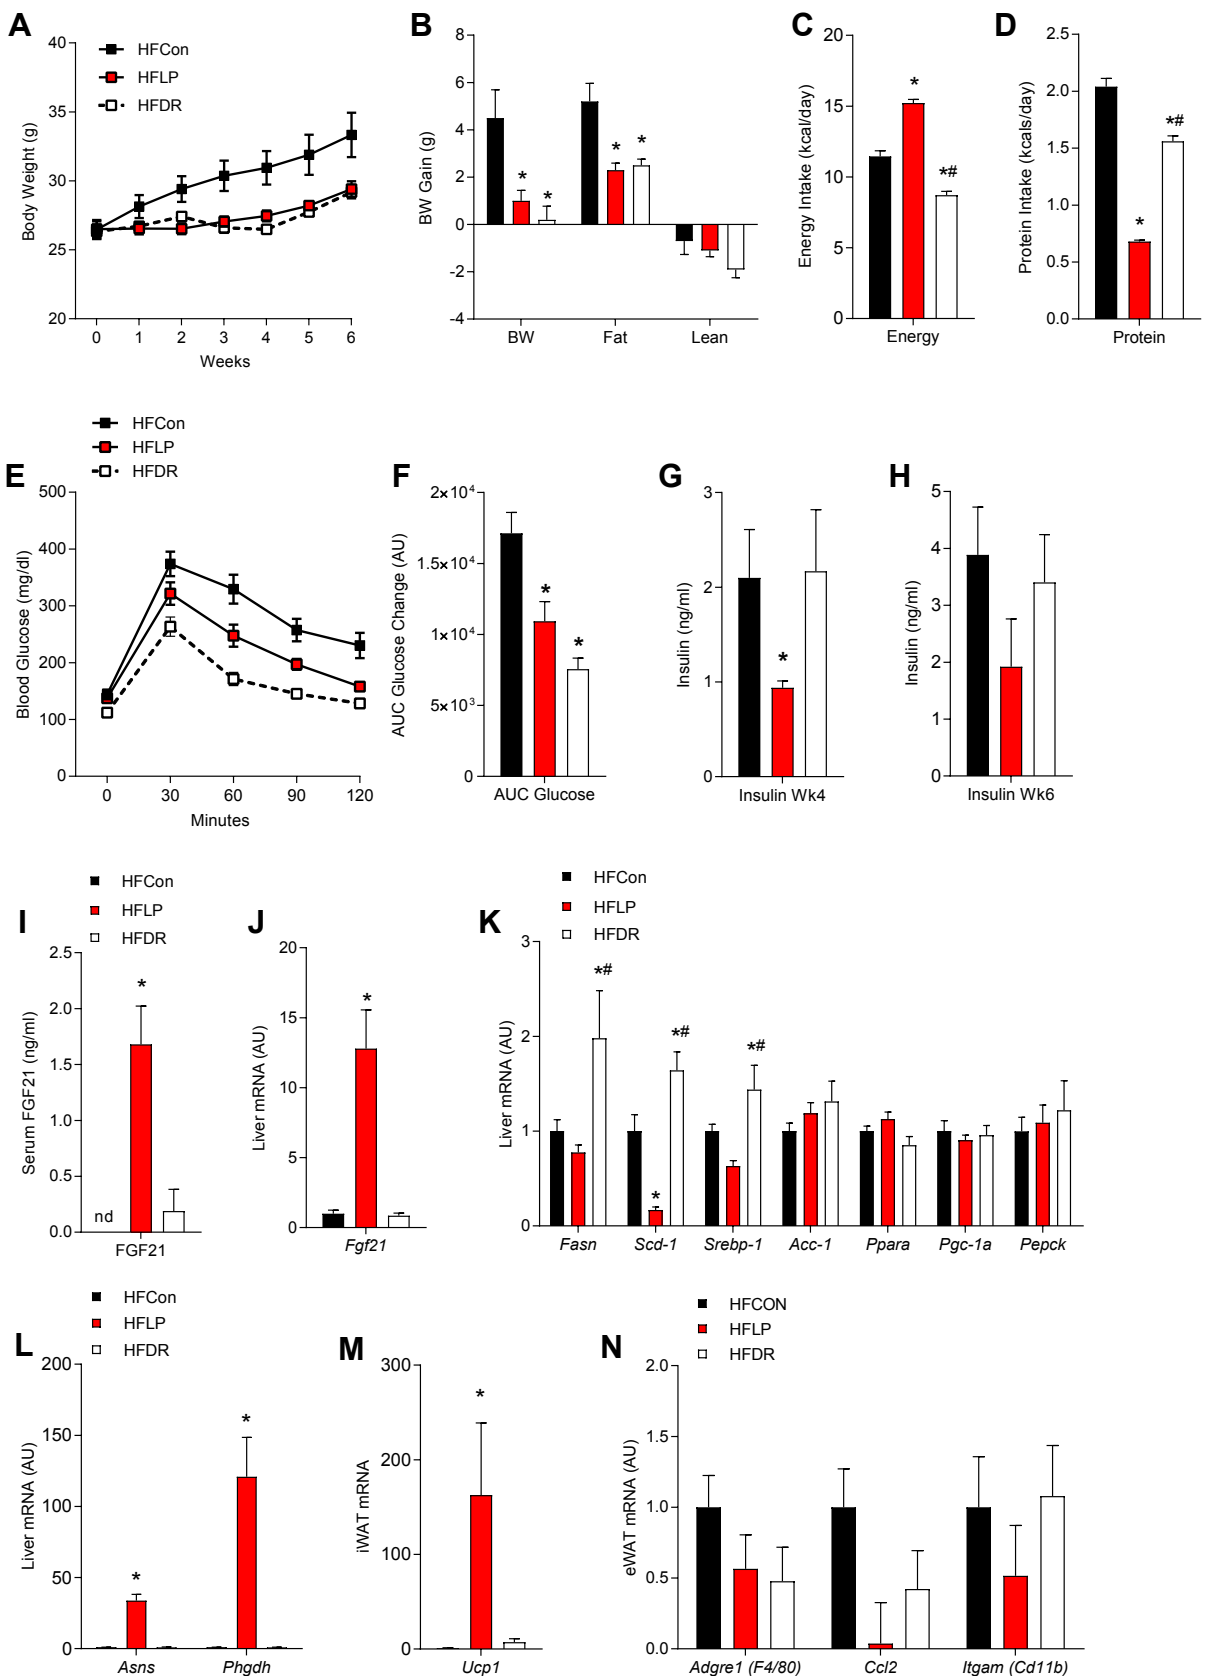 A
HFCon
HFLP
HFDR
Body Weight (g)
40
35
30
25
20
0 1 2 3 4 5 6
Weeks
B
BW Gain (g)
8
6
4
2
0
-2
-4
* * * *
BW Fat Lean
C
Energy Intake (kcal/day)
20
15
10
5
0
* *#
Energy
D
Protein Intake (kcals/day)
2.5
2.0
1.5
1.0
0.5
0.0
* *#
Protein
HFCon
HFLP
HFDR
E
Blood Glucose (mg/dl)
500
400
300
200
100
0
0 30 60 90 120
Minutes
F
AUC Glucose Change (AU)
2×10⁴
1.5×10⁴
1×10⁴
5×10³
0
* *
AUC Glucose
G
Insulin (ng/ml)
3
2
1
0
*
Insulin Wk4
H
Insulin (ng/ml)
5
4
3
2
1
0
Insulin Wk6
HFCon
HFLP
HFDR
I
Serum FGF21 (ng/ml)
2.5
2.0
1.5
1.0
0.5
0.0
nd *
FGF21
J
Liver mRNA (AU)
20
15
10
5
0
*
Fgf21
HFCon
HFLP
HFDR
K
Liver mRNA (AU)
3
2
1
0
*# * *# *#
Fasn Scd-1 Srebp-1 Acc-1 Ppara Pgc-1a Pepck
HFCon
HFLP
HFDR
L
Liver mRNA (AU)
200
150
100
50
0
* *
Asns Phgdh
M
iWAT mRNA
300
200
100
0
*
Ucp1
HFCON
HFLP
HFDR
N
eWAT mRNA (AU)
2.0
1.5
1.0
0.5
0.0
Adgre1 (F4/80) Ccl2 Itgam (Cd11b)